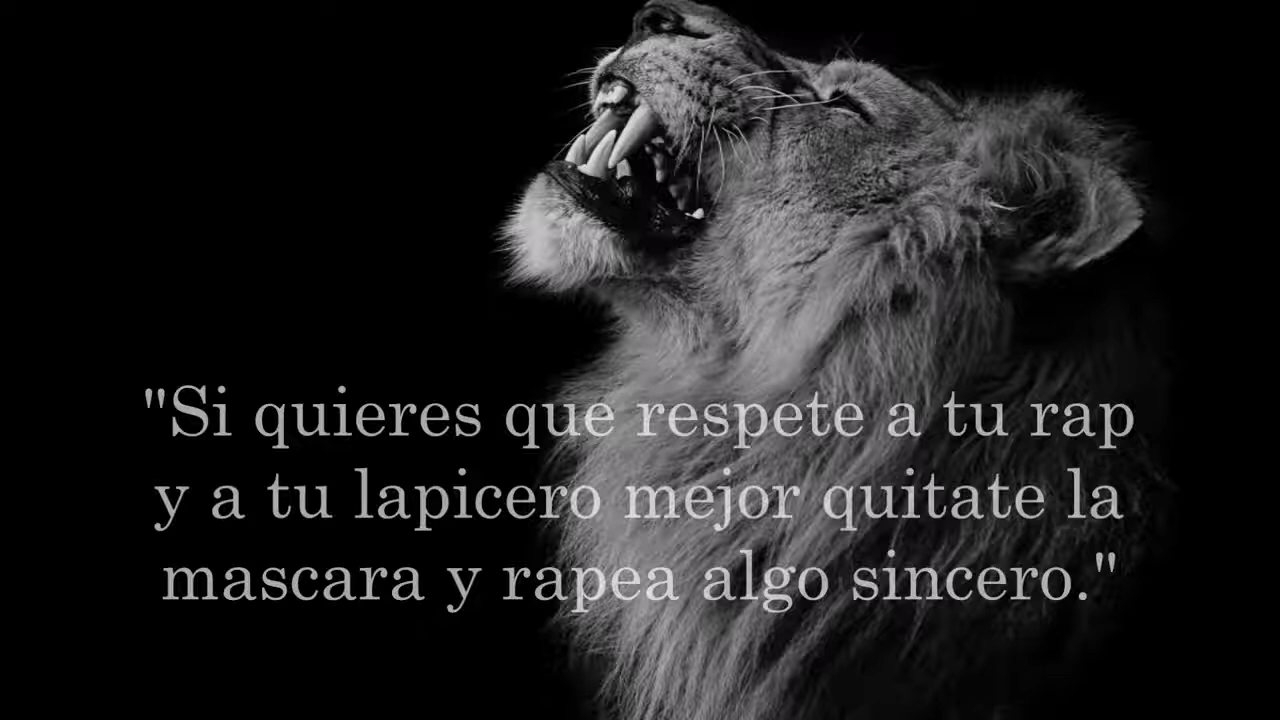 "Si quieres que respete a tu rap
y a tu lapicero mejor quitate la
mascara y rapea algo sincero."